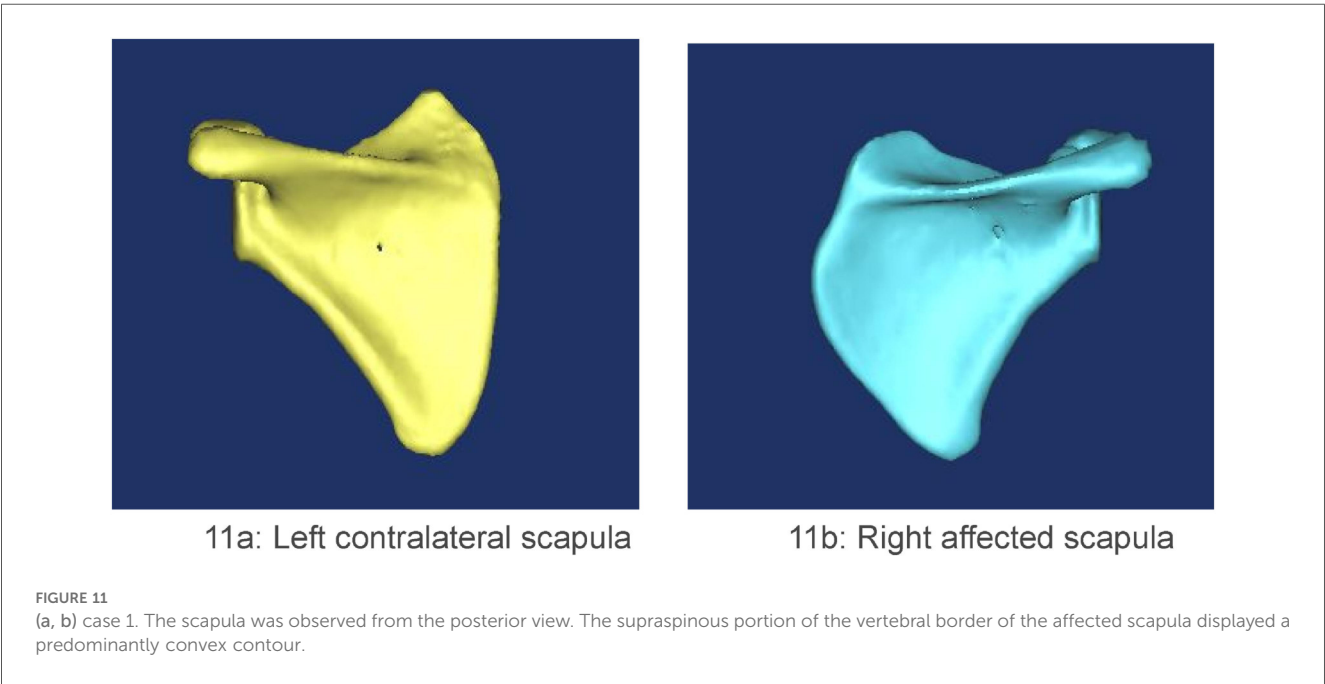 11a: Left contralateral scapula
11b: Right affected scapula
FIGURE 11
(a, b) case 1. The scapula was observed from the posterior view. The supraspinous portion of the vertebral border of the affected scapula displayed a
predominantly convex contour.